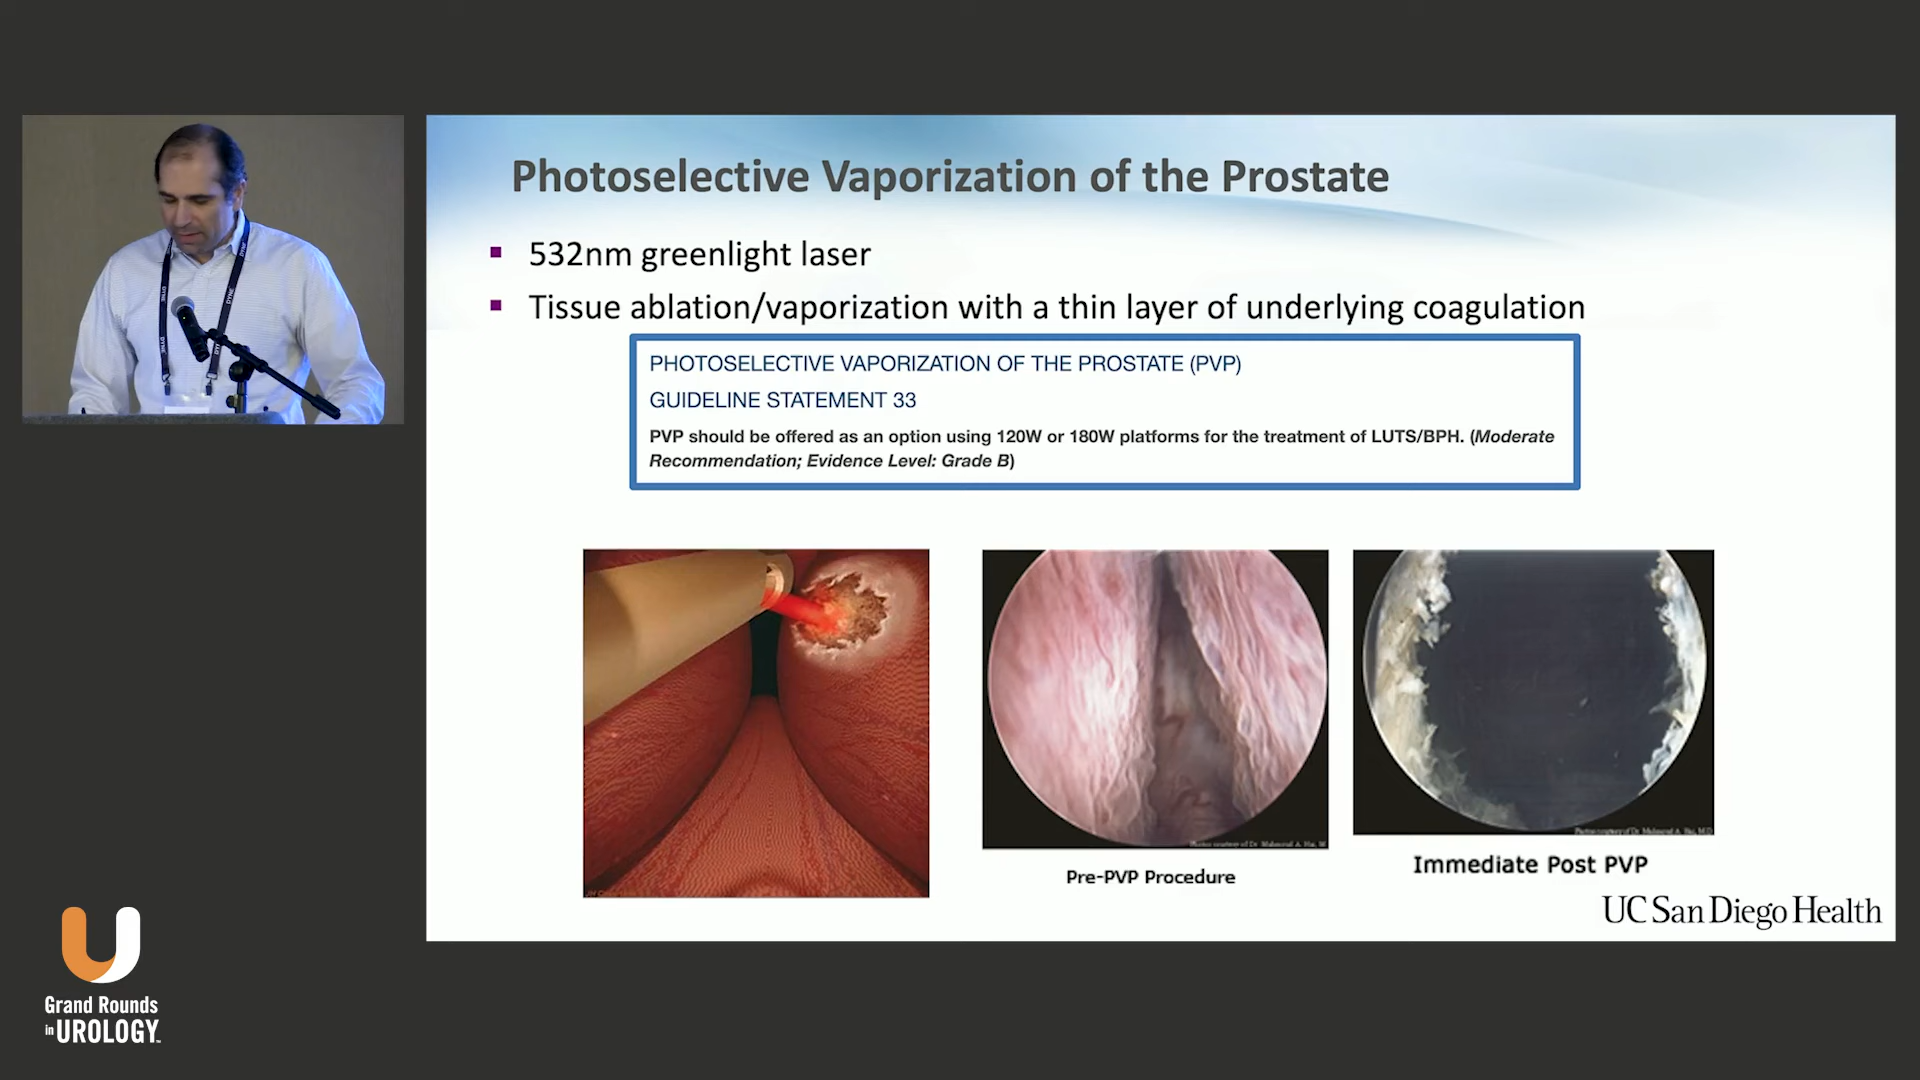 Photoselective Vaporization of the Prostate
▪ 532nm greenlight laser
▪ Tissue ablation/vaporization with a thin layer of underlying coagulation
PHOTOSELECTIVE VAPORIZATION OF THE PROSTATE (PVP)
GUIDELINE STATEMENT 33
PVP should be offered as an option using 120W or 180W platforms for the treatment of LUTS/BPH. (Moderate
Recommendation; Evidence Level: Grade B)
Pre-PVP Procedure
Immediate Post PVP
UC San Diego Health
Grand Rounds
in UROLOGY™
DYNE
DYNE